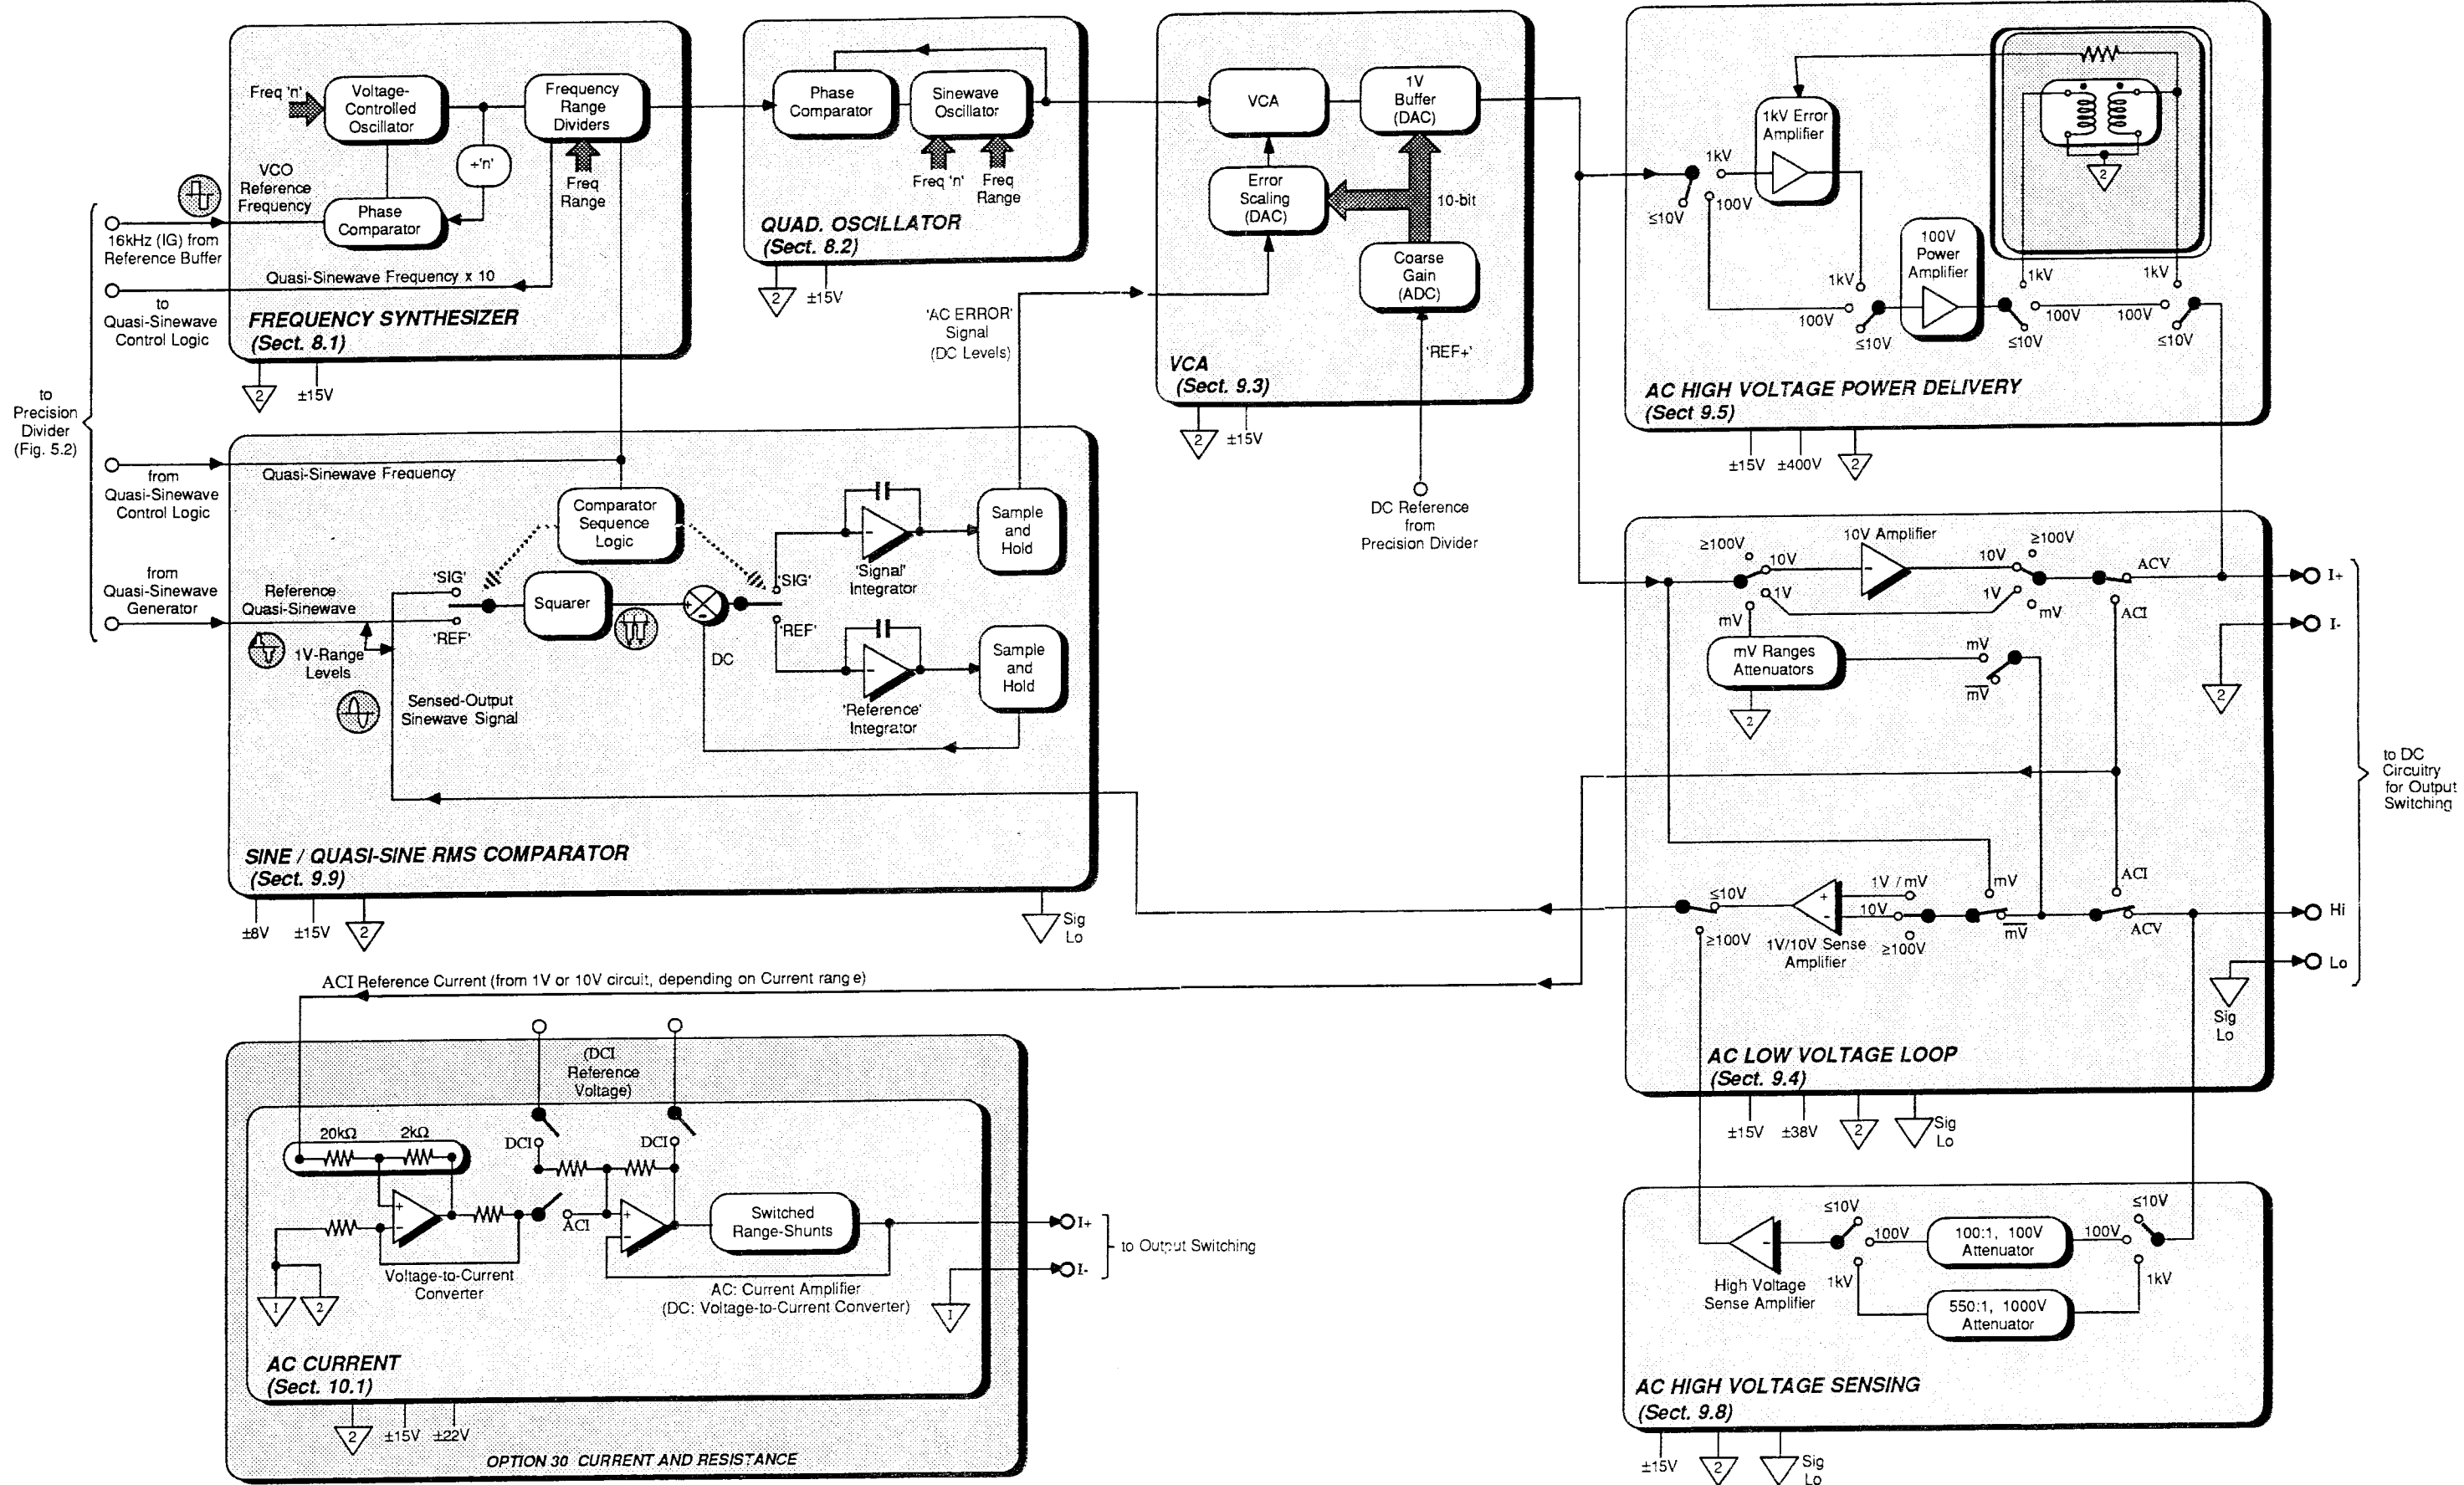 Freq 'n'
Voltage-
Controlled
Oscillator
Frequency
Range
Dividers
÷'n'
VCO
Reference
Frequency
Phase
Comparator
Freq
Range
16kHz (IG) from
Reference Buffer
Quasi-Sinewave Frequency x 10
to
Quasi-Sinewave
Control Logic
FREQUENCY SYNTHESIZER
(Sect. 8.1)
2
±15V
to
Precision
Divider
(Fig. 5.2)
Phase
Comparator
Sinewave
Oscillator
Freq 'n'
Freq
Range
QUAD. OSCILLATOR
(Sect. 8.2)
2
±15V
'AC ERROR'
Signal
(DC Levels)
VCA
1V
Buffer
(DAC)
Error
Scaling
(DAC)
10-bit
Coarse
Gain
(ADC)
'REF+'
VCA
(Sect. 9.3)
2
±15V
DC Reference
from
Precision Divider
1kV Error
Amplifier
2
1kV
≤10V
100V
100V
Power
Amplifier
1kV
100V
≤10V
1kV
100V
≤10V
1kV
100V
≤10V
AC HIGH VOLTAGE POWER DELIVERY
(Sect 9.5)
±15V
±400V
2
from
Quasi-Sinewave
Control Logic
Quasi-Sinewave Frequency
Comparator
Sequence
Logic
from
Quasi-Sinewave
Generator
Reference
Quasi-Sinewave
'SIG'
'REF'
Squarer
+
-
DC
'SIG'
'REF'
-
'Signal'
Integrator
Sample
and
Hold
-
'Reference'
Integrator
Sample
and
Hold
1V-Range
Levels
Sensed-Output
Sinewave Signal
SINE / QUASI-SINE RMS COMPARATOR
(Sect. 9.9)
±8V
±15V
2
Sig
Lo
≥100V
10V
1V
mV
10V Amplifier
-
10V
≥100V
1V
mV
ACV
ACI
I+
I-
2
mV Ranges
Attenuators
2
mV
mV
to DC
Circuitry
for Output
Switching
≤10V
≥100V
+
-
1V/10V Sense
Amplifier
1V / mV
10V
≥100V
mV
mV
ACI
ACV
Hi
Lo
Sig
Lo
AC LOW VOLTAGE LOOP
(Sect. 9.4)
±15V
±38V
2
Sig
Lo
ACI Reference Current (from 1V or 10V circuit, depending on Current range)
(DCI
Reference
Voltage)
20kΩ
2kΩ
DCI
DCI
+
-
ACI
+
-
Switched
Range-Shunts
I+
I-
to Output Switching
Voltage-to-Current
Converter
AC: Current Amplifier
(DC: Voltage-to-Current Converter)
1
2
1
AC CURRENT
(Sect. 10.1)
2
±15V
±22V
OPTION 30 CURRENT AND RESISTANCE
-
High Voltage
Sense Amplifier
≤10V
100V
1kV
100:1, 100V
Attenuator
550:1, 1000V
Attenuator
≤10V
100V
1kV
AC HIGH VOLTAGE SENSING
(Sect. 9.8)
±15V
2
Sig
Lo